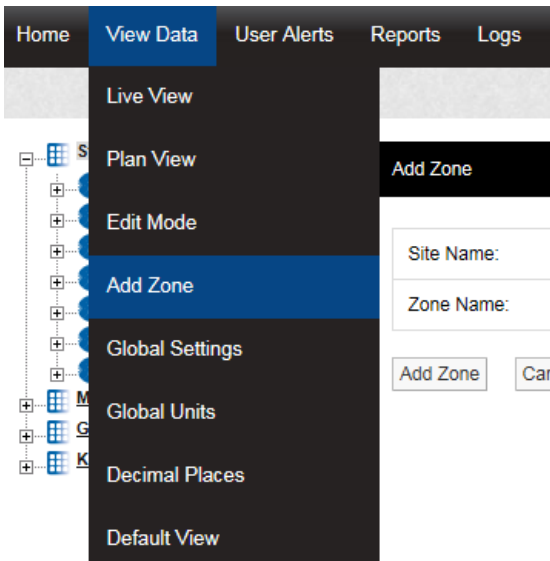 Home View Data User Alerts Reports Logs
Live View
S
Plan View
Add Zone
Edit Mode
Add Zone
Site Name:
Zone Name:
Global Settings
Add Zone
M
Global Units
G
K
Decimal Places
Default View